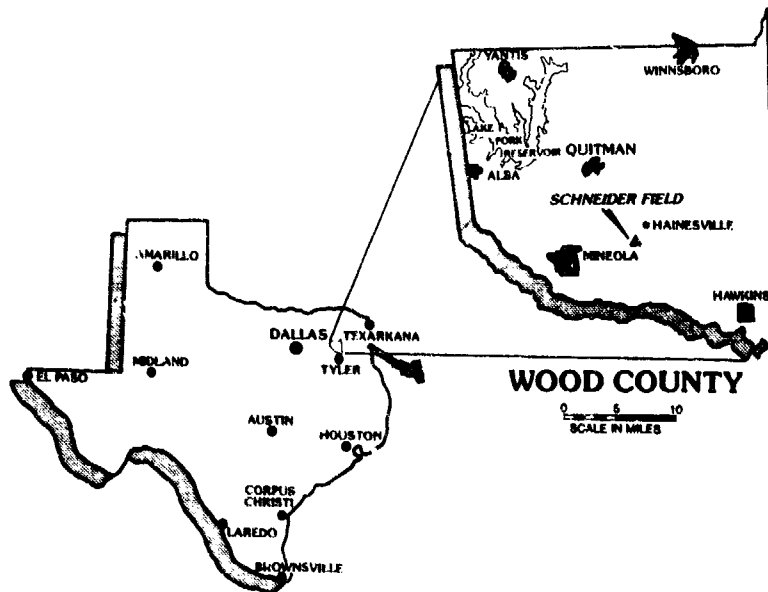 YANTIS
WINNSBORO
LAKE
FORK
RESERVOIR
QUITMAN
ALBA
SCHNEIDER FIELD
HAINESVILLE
MINEOLA
HAWKINS
AMARILLO
DALLAS
TEXARKANA
MIDLAND
TYLER
EL PASO
WOOD COUNTY
0 5 10
SCALE IN MILES
AUSTIN
HOUSTON
CORPUS
CHRISTI
LAREDO
BROWNSVILLE